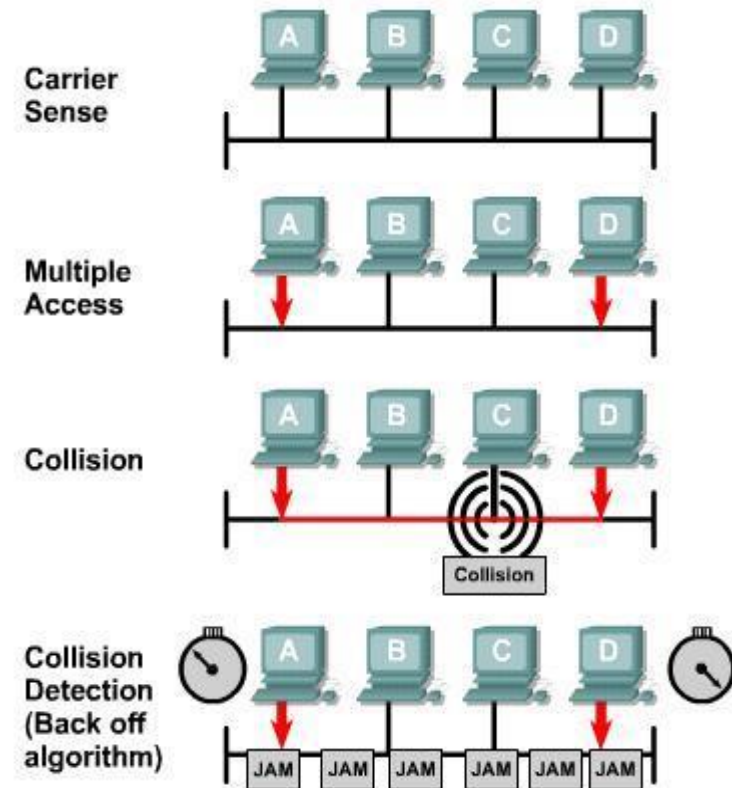 Carrier
Sense
A B C D
Multiple
Access
A B C D
Collision
A B C D
Collision
Collision
Detection
(Back off
algorithm)
A B C D
JAM JAM JAM JAM JAM JAM